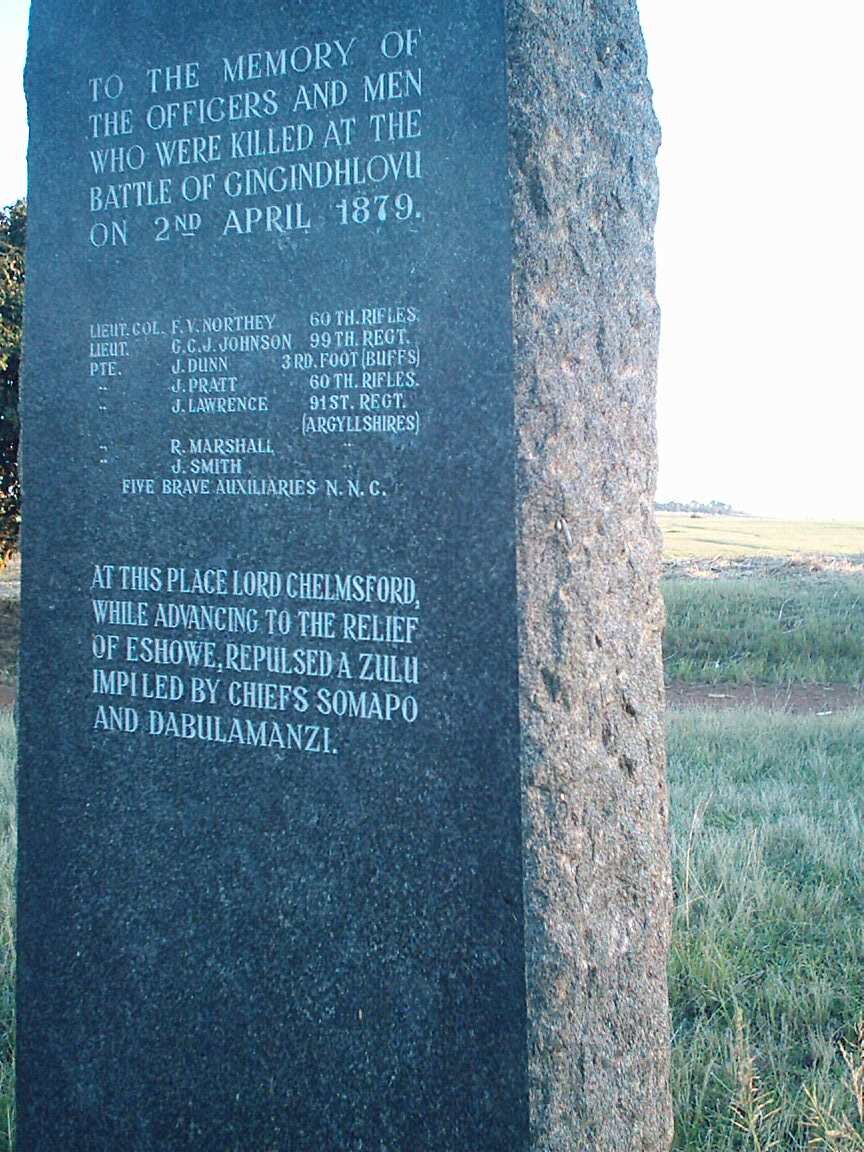 TO THE MEMORY OF
THE OFFICERS AND MEN
WHO WERE KILLED AT THE
BATTLE OF GINGINDHLOVU
ON 2ND APRIL 1879.
LIEUT. COL. F. V. NORTHEY 60 TH. RIFLES.
LIEUT. G. C. J. JOHNSON 99 TH. REGT.
PTE. J. DUNN 3 RD. FOOT (BUFFS)
" J. PRATT 60 TH. RIFLES.
" J. LAWRENCE 91 ST. REGT.
(ARGYLLSHIRES)
" R. MARSHALL "
" J. SMITH "
FIVE BRAVE AUXILIARIES N. N. C.
AT THIS PLACE LORD CHELMSFORD,
WHILE ADVANCING TO THE RELIEF
OF ESHOWE, REPULSED A ZULU
IMPI LED BY CHIEFS SOMAPO
AND DABULAMANZI.